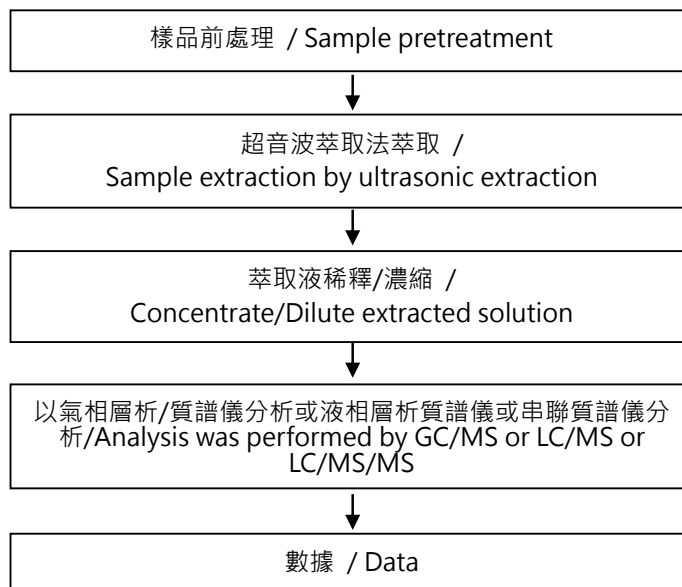 樣品前處理 / Sample pretreatment
超音波萃取法萃取 /
Sample extraction by ultrasonic extraction
萃取液稀釋/濃縮 /
Concentrate/Dilute extracted solution
以氣相層析/質譜儀分析或液相層析質譜儀或串聯質譜儀分
析/Analysis was performed by GC/MS or LC/MS or
LC/MS/MS
數據 / Data